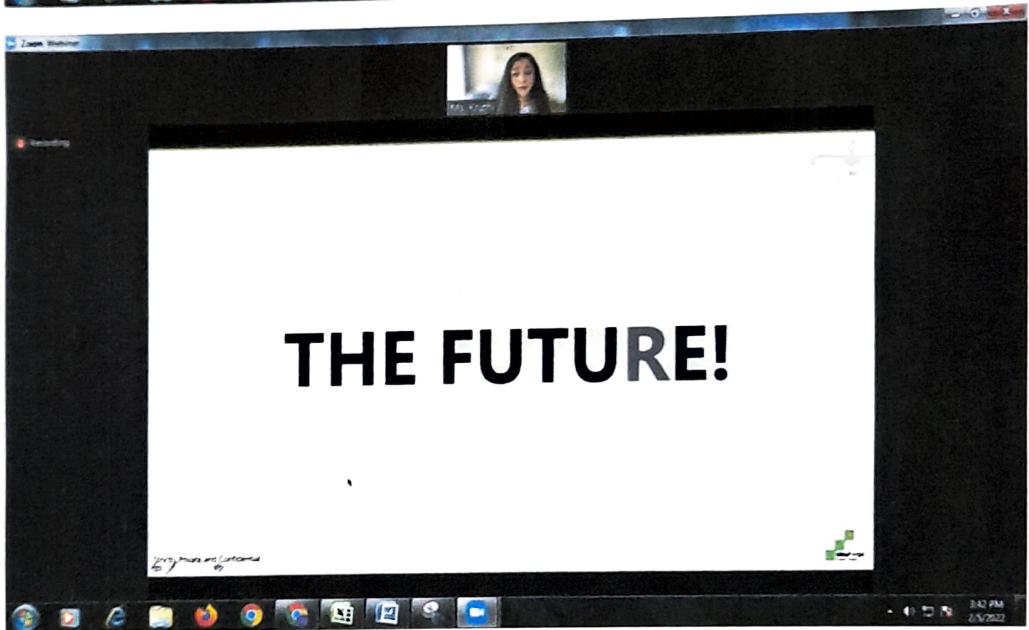 Zoom Webinar
Recording
THE FUTURE!
Strictly Private and Confidential
3:42 PM
2/5/2022